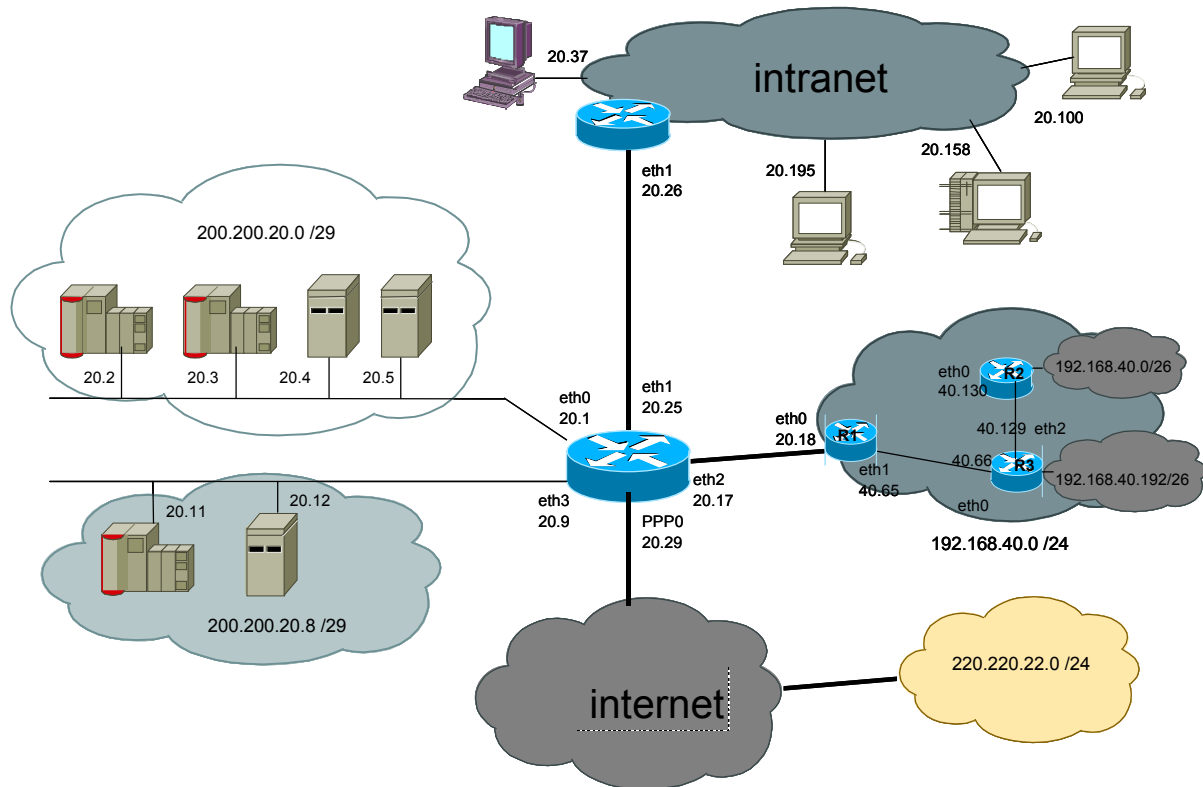 20.37
intranet
20.100
20.158
20.195
eth1
20.26
200.200.20.0 /29
20.2
20.3
20.4
20.5
eth0
20.1
eth1
20.25
eth0
20.18
R1
eth1
40.65
eth0
40.130
R2
192.168.40.0/26
40.129
eth2
40.66
R3
192.168.40.192/26
eth0
192.168.40.0 /24
eth2
20.17
eth3
20.9
PPP0
20.29
20.11
20.12
200.200.20.8 /29
internet
220.220.22.0 /24